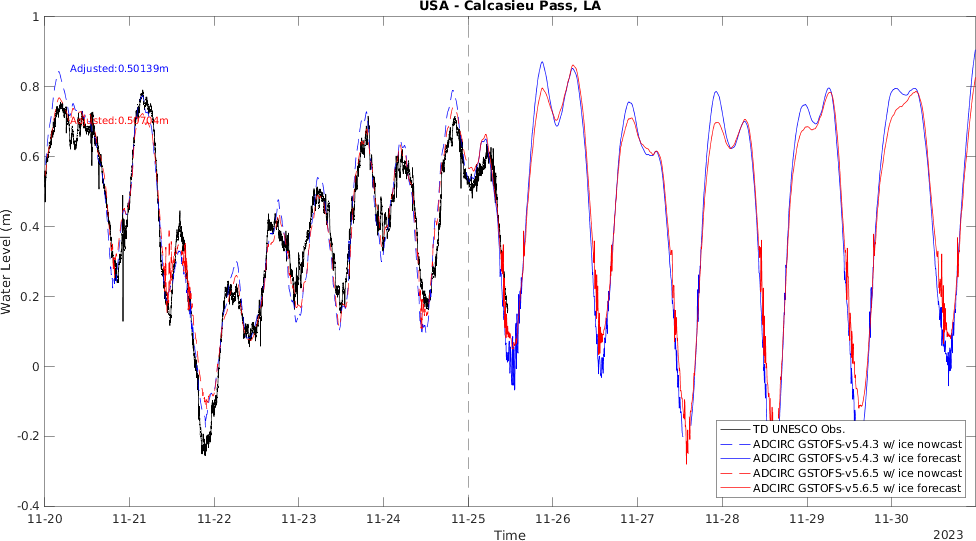 USA - Calcasieu Pass, LA
1
0.8
0.6
0.4
0.2
0
-0.2
-0.4
Water Level (m)
Adjusted:0.50139m
TD UNESCO Obs.
ADCIRC GSTOFS-v5.4.3 w/ ice nowcast
ADCIRC GSTOFS-v5.4.3 w/ ice forecast
ADCIRC GSTOFS-v5.6.5 w/ ice nowcast
ADCIRC GSTOFS-v5.6.5 w/ ice forecast
11-20 11-21 11-22 11-23 11-24 11-25 11-26 11-27 11-28 11-29 11-30
Time
2023